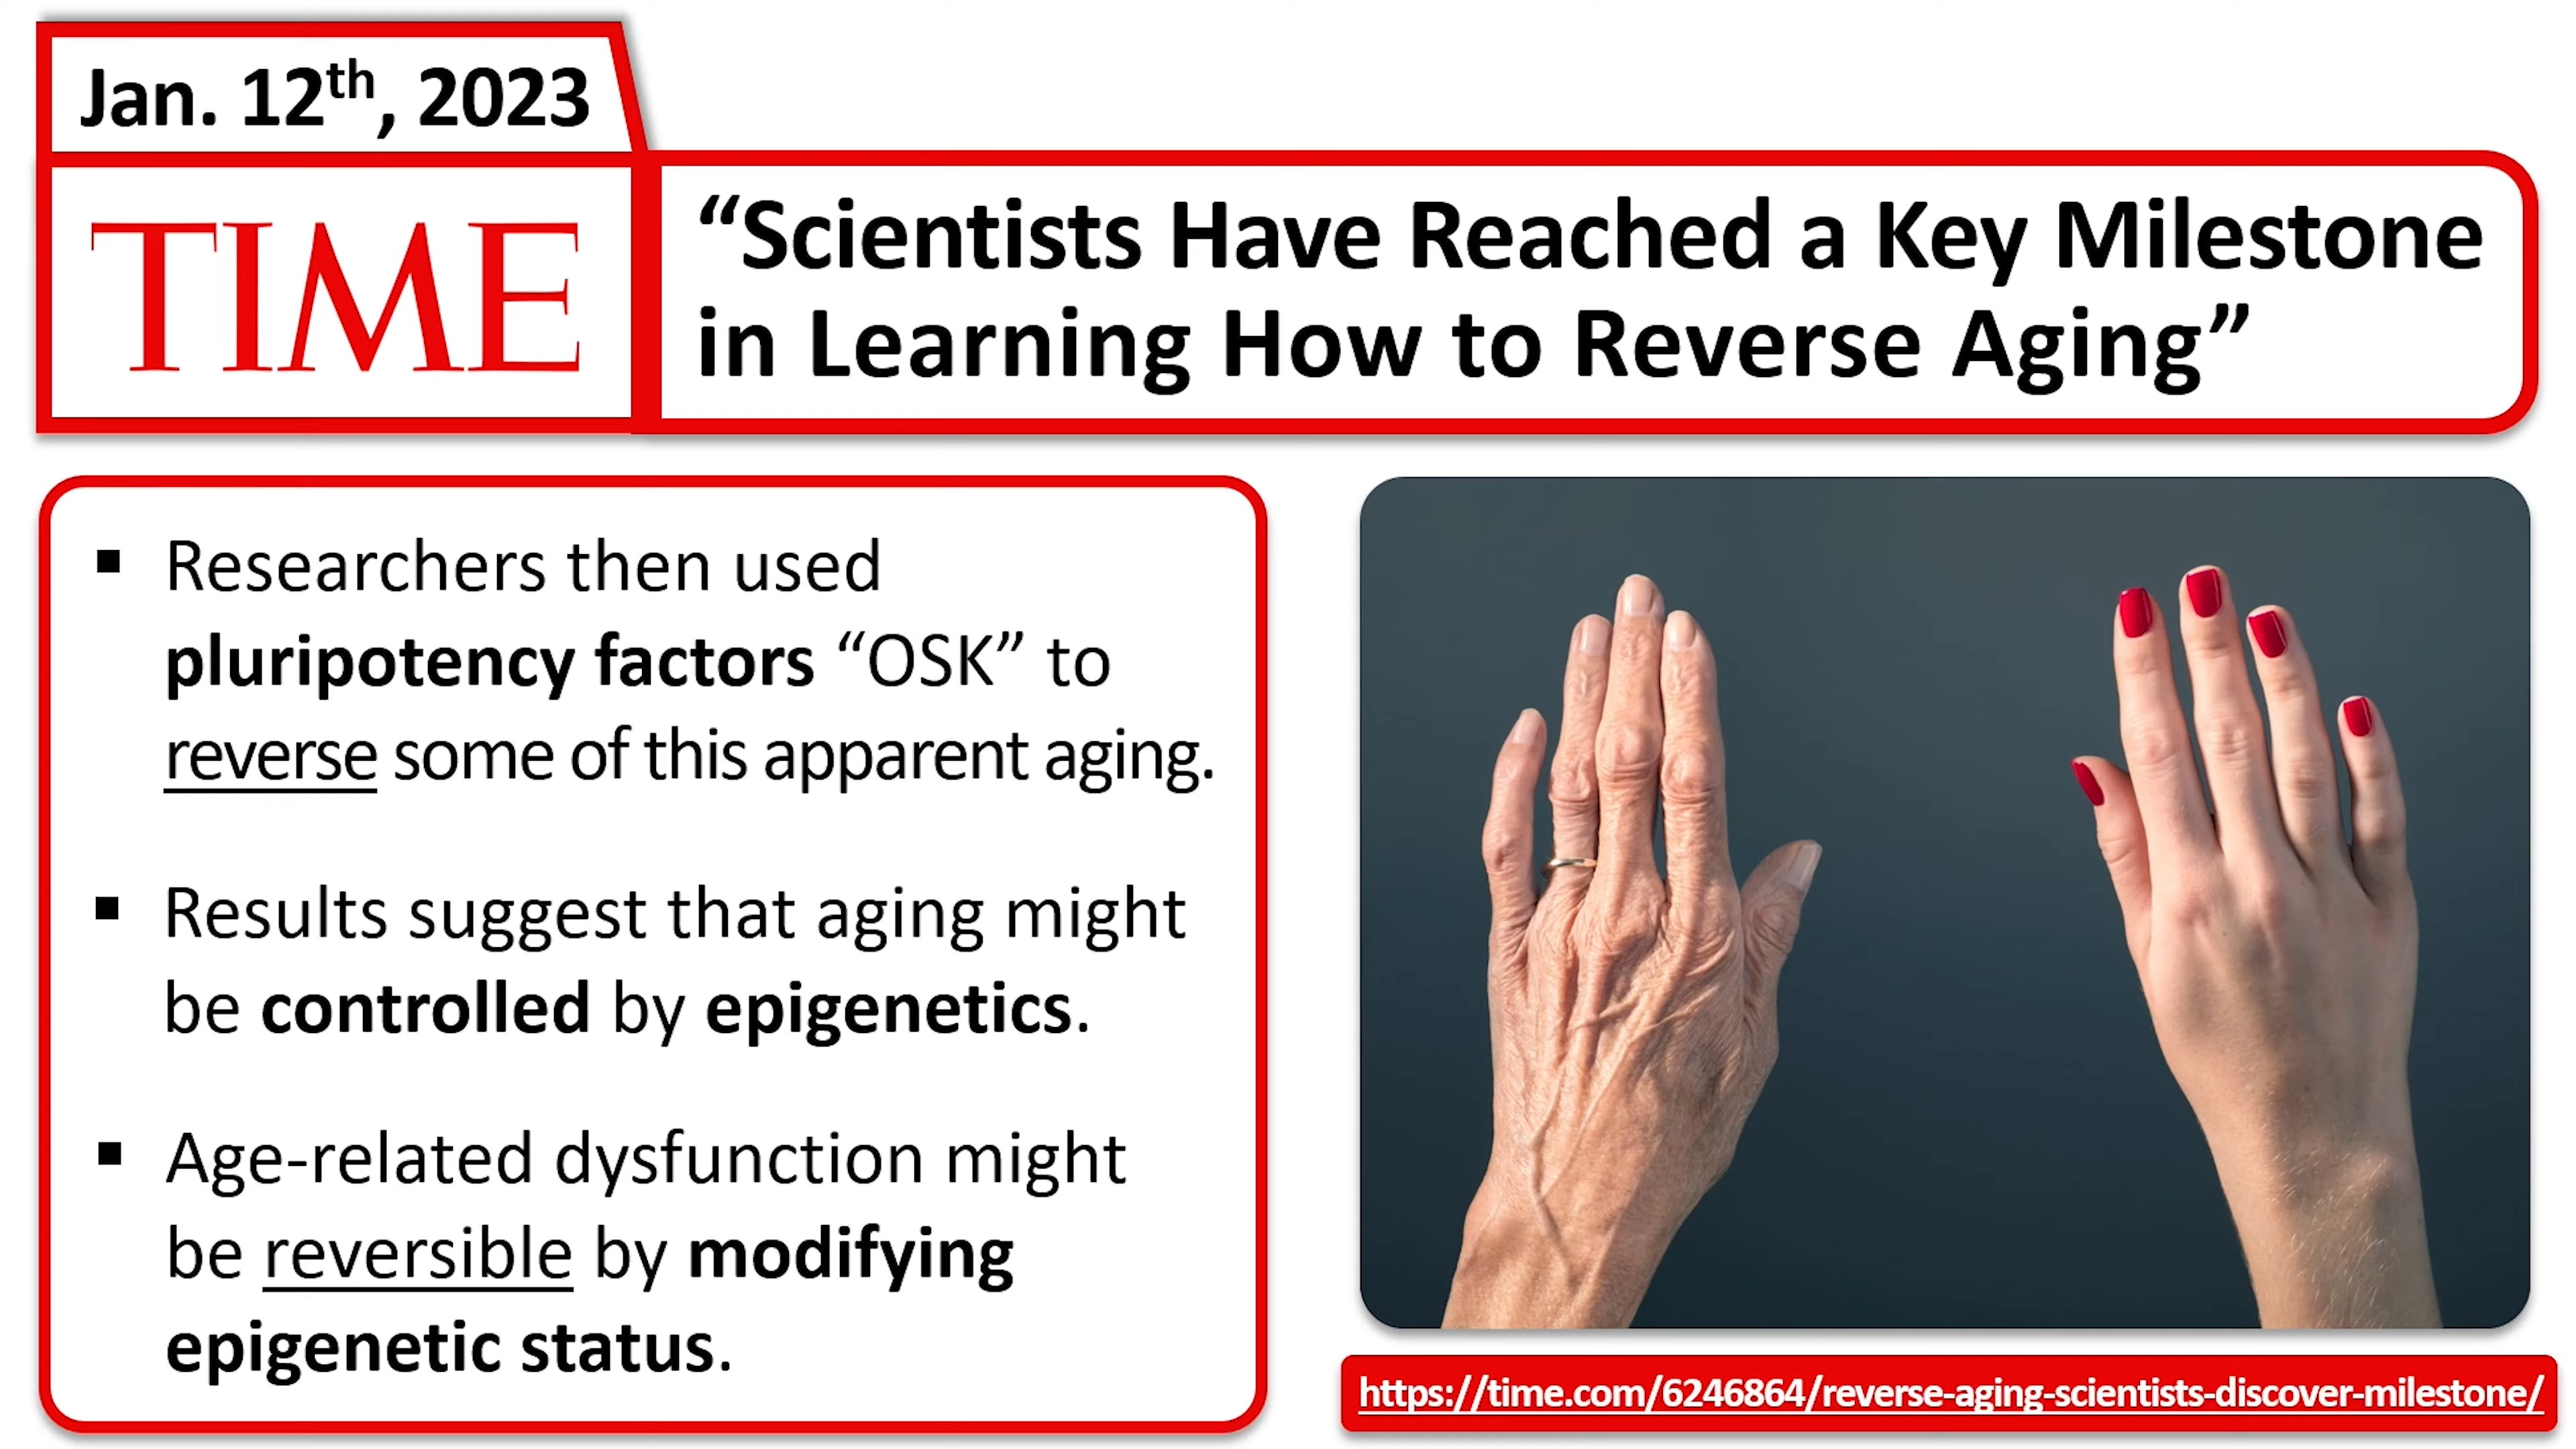 Jan. 12th, 2023
TIME
“Scientists Have Reached a Key Milestone
in Learning How to Reverse Aging”
▪ Researchers then used
pluripotency factors “OSK” to
reverse some of this apparent aging.
▪ Results suggest that aging might
be controlled by epigenetics.
▪ Age-related dysfunction might
be reversible by modifying
epigenetic status.
https://time.com/6246864/reverse-aging-scientists-discover-milestone/